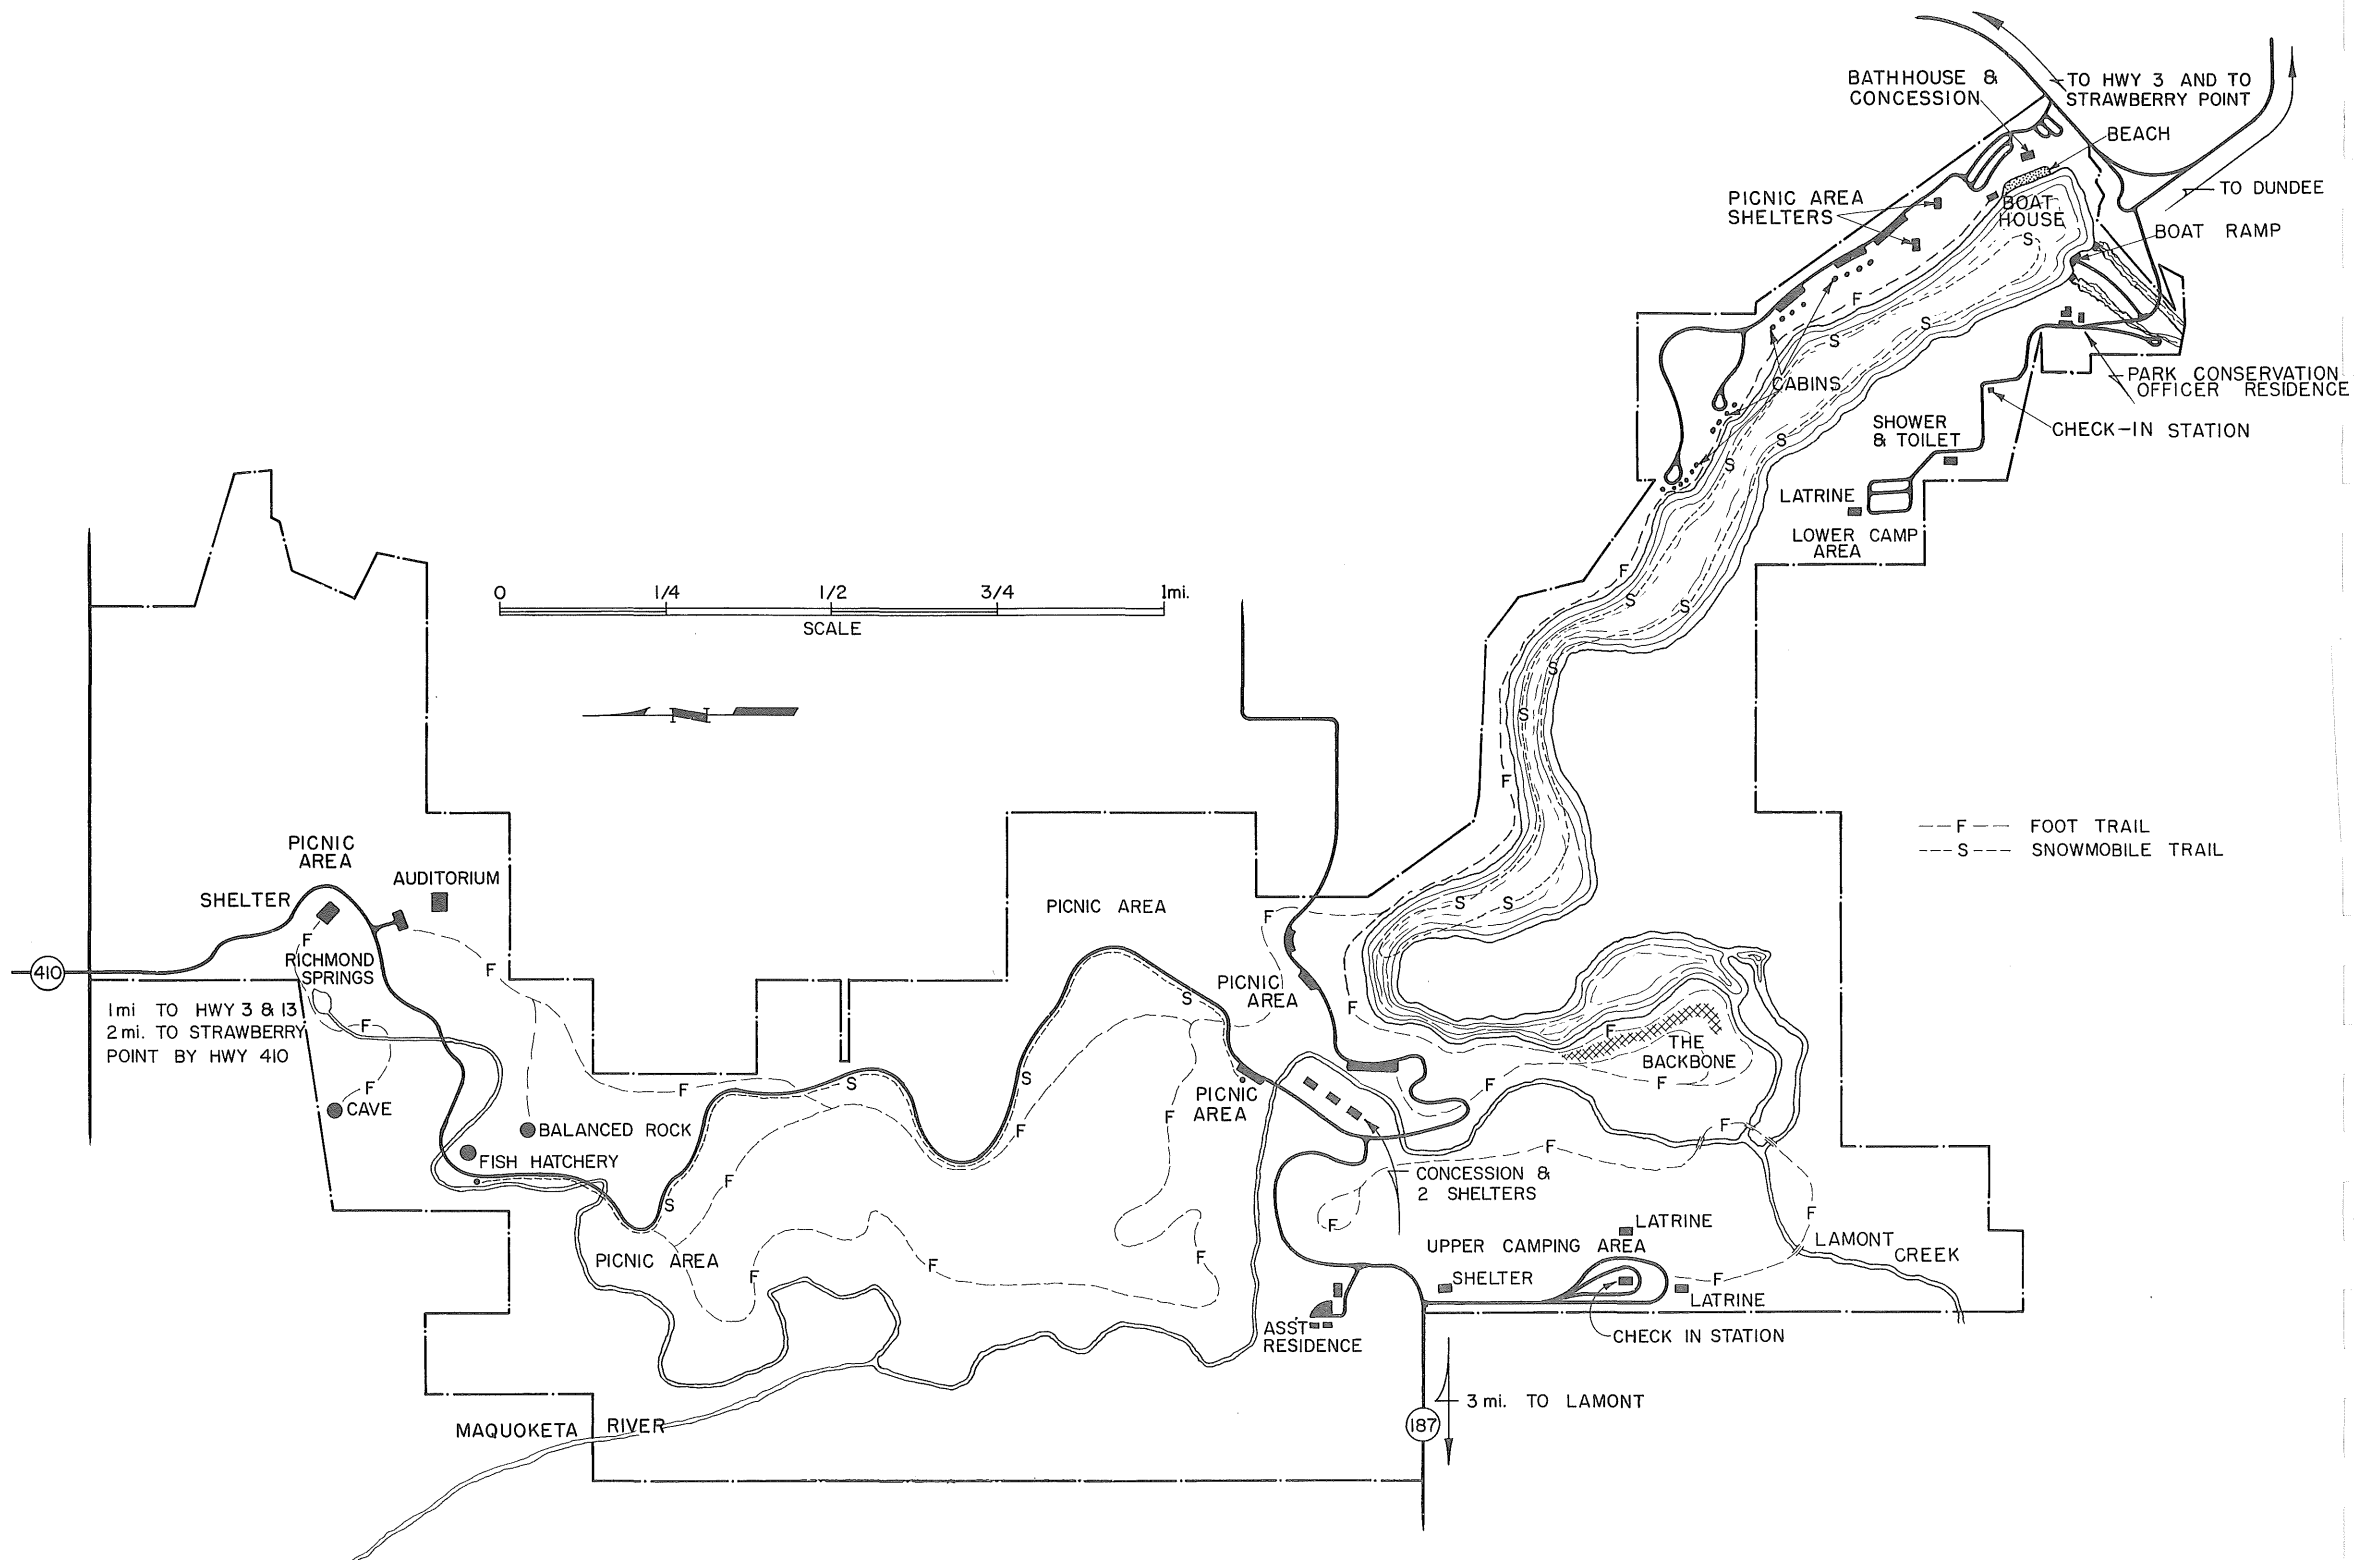 BATHHOUSE &
CONCESSION
TO HWY 3 AND TO
STRAWBERRY POINT
BEACH
TO DUNDEE
PICNIC AREA
SHELTERS
BOAT
HOUSE
S
BOAT RAMP
F
S
S
CABINS
PARK CONSERVATION
OFFICER RESIDENCE
SHOWER
& TOILET
CHECK-IN STATION
S
S
LATRINE
LOWER CAMP
AREA
F
S
S
0 1/4 1/2 3/4 1mi.
SCALE
N
S
S
F
--F-- FOOT TRAIL
---S--- SNOWMOBILE TRAIL
PICNIC
AREA
AUDITORIUM
SHELTER
PICNIC AREA
S S
F
F
F
RICHMOND
SPRINGS
410
PICNIC
AREA
S
F
1mi TO HWY 3 & 13
2mi. TO STRAWBERRY
POINT BY HWY 410
F
F
THE
BACKBONE
F
F
F
S
S
F
F
CAVE
PICNIC
AREA
F
F
BALANCED ROCK
F
F
FISH HATCHERY
CONCESSION &
2 SHELTERS
F
S
F
F
LATRINE
LAMONT
CREEK
UPPER CAMPING AREA
PICNIC AREA
F
F
F
SHELTER
F
LATRINE
ASST
RESIDENCE
CHECK IN STATION
3mi. TO LAMONT
187
MAQUOKETA RIVER